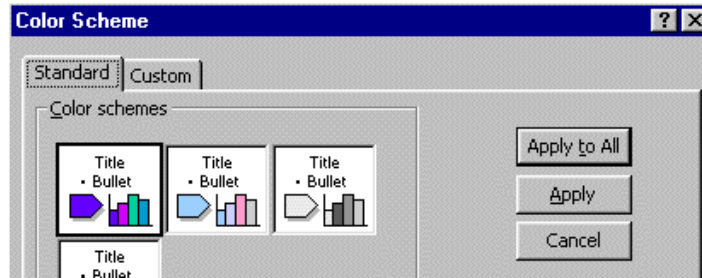 Color Scheme
Standard Custom
Color schemes
Title
• Bullet
Title
• Bullet
Title
• Bullet
Title
• Bullet
Apply to All
Apply
Cancel